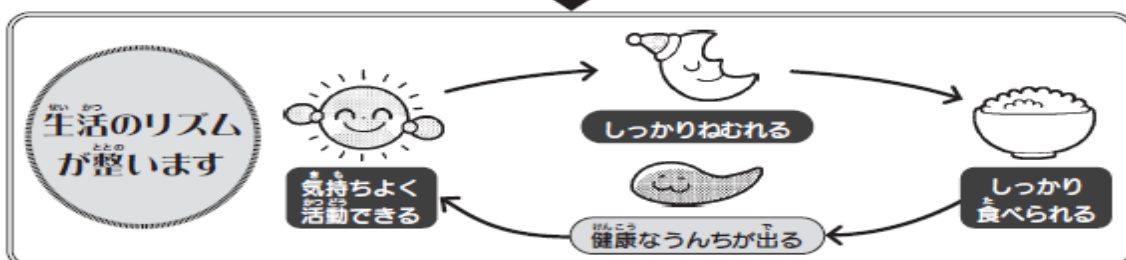 生活のリズム
が整います
しっかりねむれる
気持ちよく
活動できる
しっかり
食べられる
健康なうんちが出る